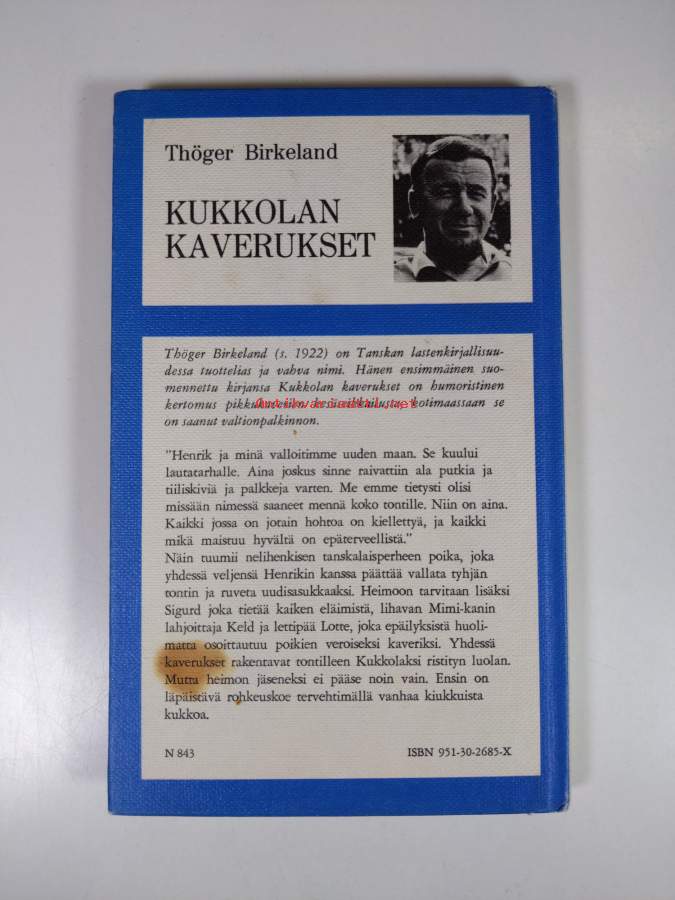 Thöger Birkeland
KUKKOLAN
KAVERUKSET
Thöger Birkeland (s. 1922) on Tanskan lastenkirjallisuu-
dessa tuottelias ja vahva nimi. Hänen ensimmäinen suo-
mennettu kirjansa Kukkolan kaverukset on humoristinen
kertomus kotimaassaan se
on saanut valtionpalkinnon.
"Henrik ja minä valloitimme uuden maan. Se kuului
lautatarhalle. Aina joskus sinne raivattiin ala putkia ja
tiiliskiviä ja palkkeja varten. Me emme tietysti olisi
missään nimessä saaneet mennä koko tontille. Niin on aina.
Kaikki jossa on jotain hohtoa on kiellettyä, ja kaikki
mikä maistuu hyvältä on epäterveellistä."
Näin tuumii nelihenkisen tanskalaisperheen poika, joka
yhdessä veljensä Henrikin kanssa päättää vallata tyhjän
tontin ja ruveta uudisasukkaaksi. Heimoon tarvitaan lisäksi
Sigurd joka tietää kaiken eläimistä, lihavan Mimi-kanin
lahjoittaja Keld ja lettipää Lotte, joka epäilyksistä huoli-
matta osoittautuu poikien veroiseksi kaveriksi. Yhdessä
kaverukset rakentavat tontilleen Kukkolaksi ristityn luolan.
Mutta heimon jäseneksi ei pääse noin vain. Ensin on
läpäistävä rohkeuskoe tervehtimällä vanhaa kiukkuista
kukkoa.
N 843
ISBN 951-30-2685-X